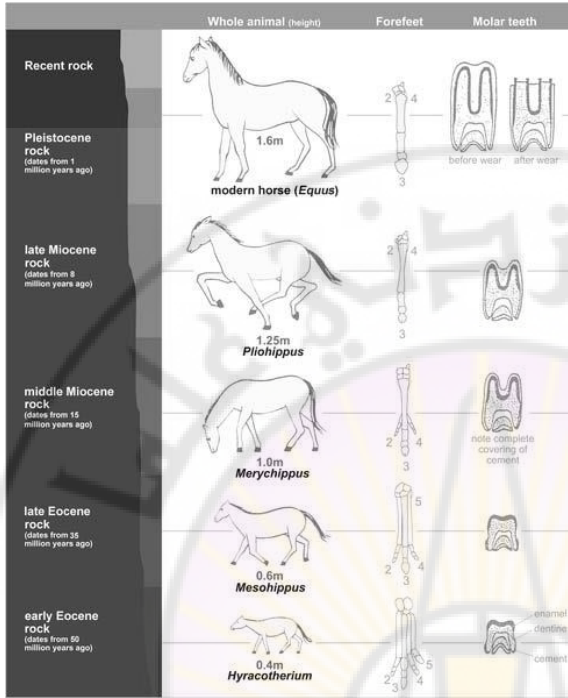 Whole animal (height) Forefeet Molar teeth
Recent rock
2 4
1.6m
Pleistocene
rock
(dates from 1
million years ago)
before wear after wear
3
modern horse (Equus)
late Miocene
rock
(dates from 8
million years ago)
2 4
3
1.25m
Pliohippus
middle Miocene
rock
(dates from 15
million years ago)
2 4
3
note complete
covering of
cement
1.0m
Merychippus
late Eocene
rock
(dates from 35
million years ago)
5
2 4
3
0.6m
Mesohippus
early Eocene
rock
(dates from 50
million years ago)
enamel
dentine
cement
5
2 4
3
0.4m
Hyracotherium